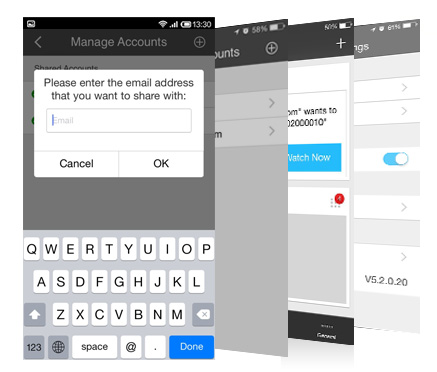 13:30
Manage Accounts
Shared Accounts
Please enter the email address
that you want to share with:
Email
Cancel
OK
Q W E R T Y U I O P
A S D F G H J K L
Z X C V B N M
123
space
@
.
Done
58%
ounts
m
50%
om" wants to
02000010"
Watch Now
General
61%
ngs
V5.2.0.20